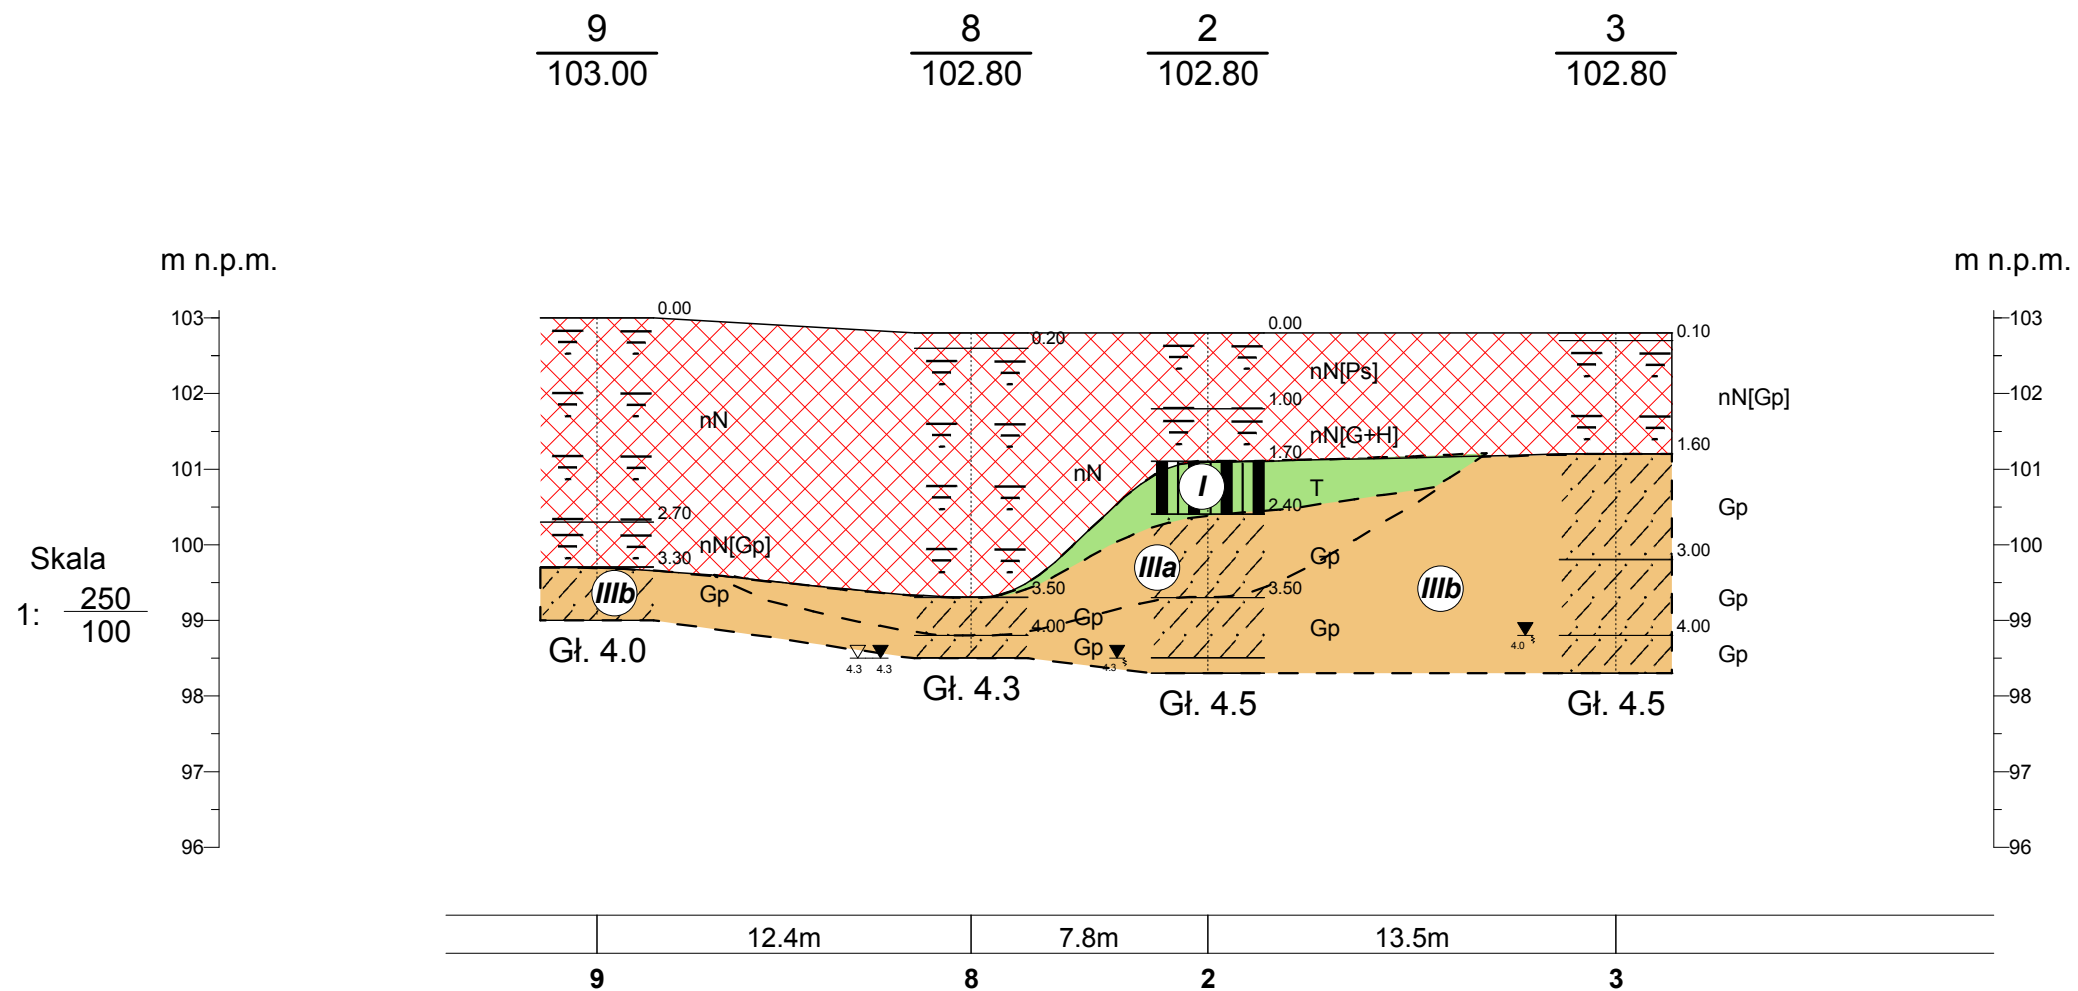 9 8 2 3
103.00 102.80 102.80 102.80
m n.p.m. m n.p.m.
103 0.00 0.00 103
0.20 0.10
nN[Ps]
102 1.00 nN[Gp] 102
nN nN[G+H]
1.70 1.60
101 nN 101
T
2.70 2.40 Gp
100 nN[Gp] 100
Skala 3.30 Gp 3.00
IIIb IIIa IIIb I
1: 250 Gp 3.50 3.50 Gp
100
99 Gp 99
4.00 Gp 4.00
Gł. 4.0 Gp Gp
4.3 4.3 4.3 4.0
98 Gł. 4.3 Gł. 4.5 Gł. 4.5 98
97 97
96 96
12.4m 7.8m 13.5m
9 8 2 3